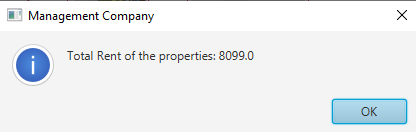 Management Company
Total Rent of the properties: 8099.0
OK